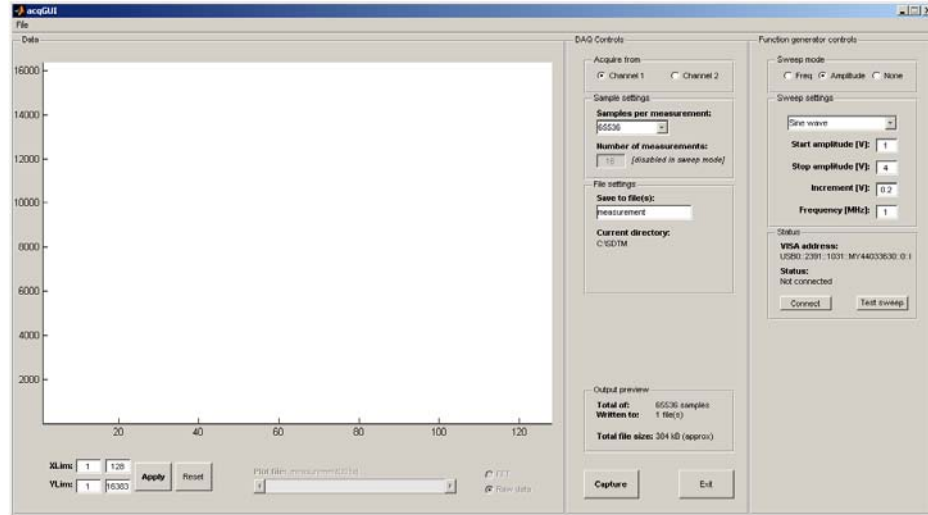 acqGUI
File
Data
16000
14000
12000
10000
8000
6000
4000
2000
20 40 60 80 100 120
XLim: 1 128
YLim: 1 16383
Apply Reset
Plot file:
FFT
Raw data
DAQ Controls
Acquire from
Channel 1 Channel 2
Sample settings
Samples per measurement:
65536
Number of measurements:
16 [disabled in sweep mode]
File settings
Save to file(s):
measurement
Current directory:
C:\SDTM
Output preview
Total of: 65536 samples
Written to: 1 file(s)
Total file size: 384 kB (approx)
Capture Exit
Function generator controls
Sweep mode
Freq Amplitude None
Sweep settings
Sine wave
Start amplitude [V]: 1
Stop amplitude [V]: 4
Increment [V]: 0.2
Frequency [MHz]: 1
Status
VISA address:
USB0::2391::1031::MY44033630::0::I
Status:
Not connected
Connect Test sweep